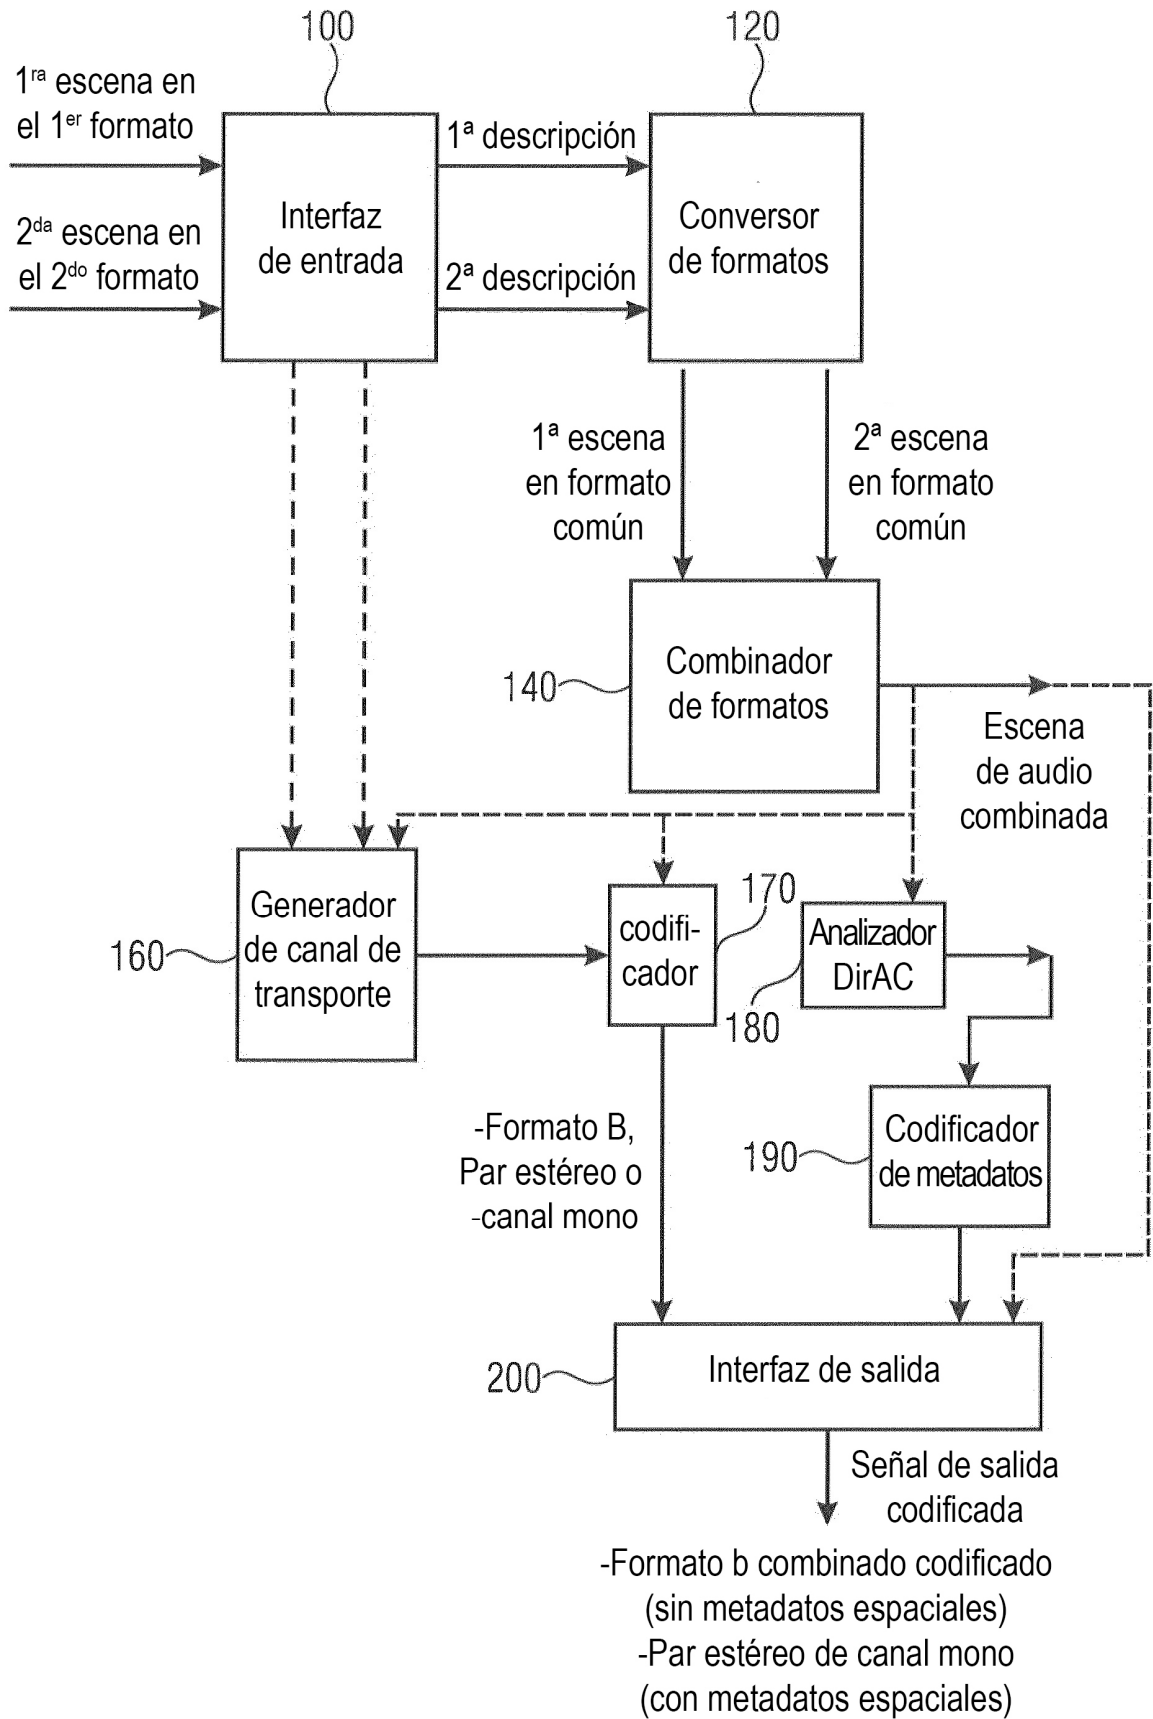 100
120
1ra escena en
el 1er formato
2da escena en
el 2do formato
Interfaz
de entrada
1ª descripción
2ª descripción
Conversor
de formatos
1ª escena
en formato
común
2ª escena
en formato
común
140
Combinador
de formatos
Escena
de audio
combinada
160
Generador
de canal de
transporte
codifi-
cador
170
180
Analizador
DirAC
-Formato B,
Par estéreo o
-canal mono
190
Codificador
de metadatos
200
Interfaz de salida
Señal de salida
codificada
-Formato b combinado codificado
(sin metadatos espaciales)
-Par estéreo de canal mono
(con metadatos espaciales)